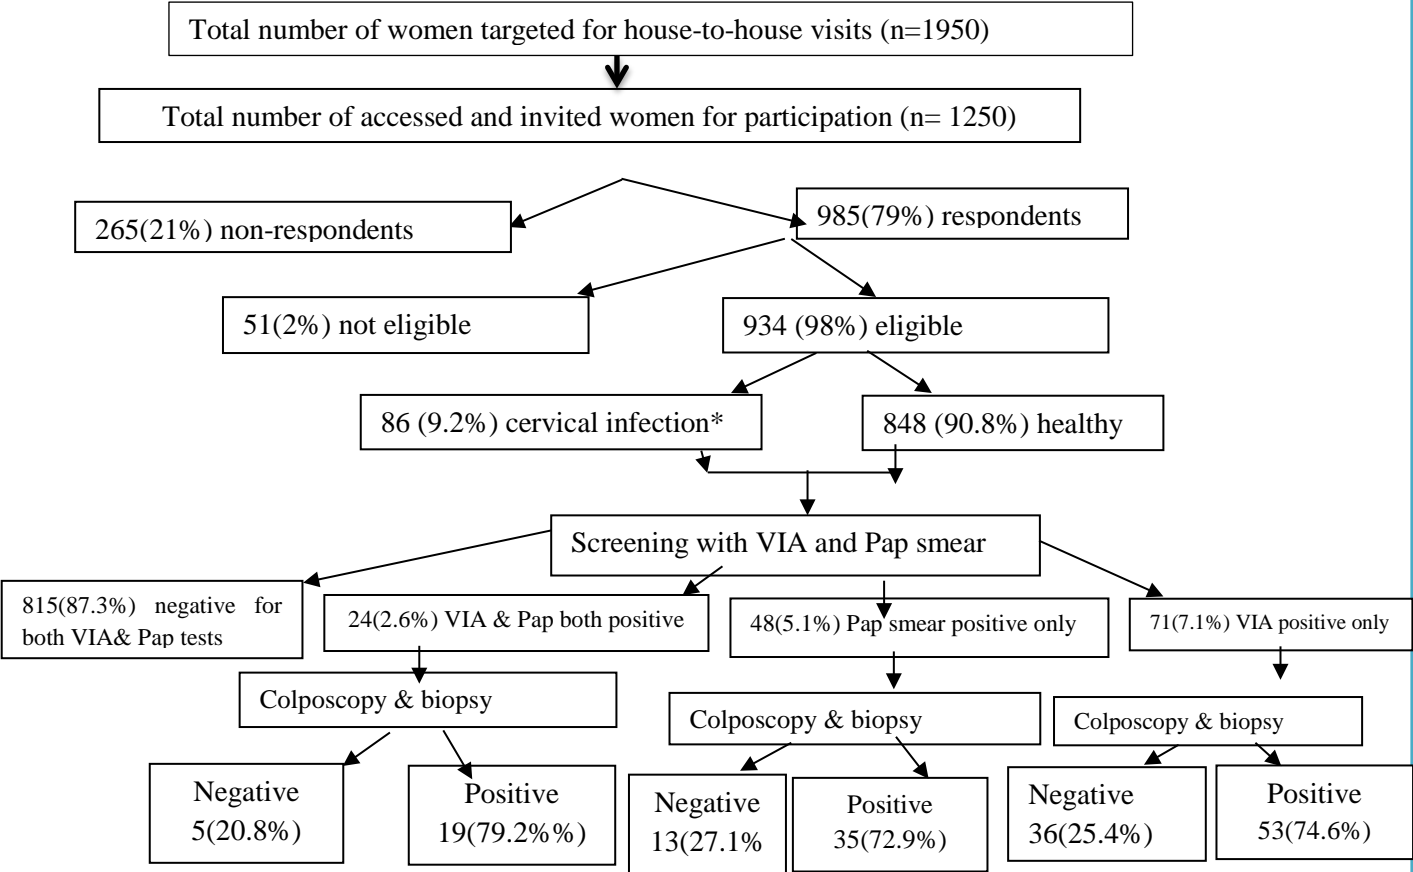 Total number of women targeted for house-to-house visits (n=1950)
Total number of accessed and invited women for participation (n= 1250)
265(21%) non-respondents
985(79%) respondents
51(2%) not eligible
934 (98%) eligible
86 (9.2%) cervical infection*
848 (90.8%) healthy
Screening with VIA and Pap smear
815(87.3%) negative for
both VIA& Pap tests
24(2.6%) VIA & Pap both positive
48(5.1%) Pap smear positive only
71(7.1%) VIA positive only
Colposcopy & biopsy
Colposcopy & biopsy
Colposcopy & biopsy
Negative
5(20.8%)
Positive
19(79.2%%)
Negative
13(27.1%
Positive
35(72.9%)
Negative
36(25.4%)
Positive
53(74.6%)